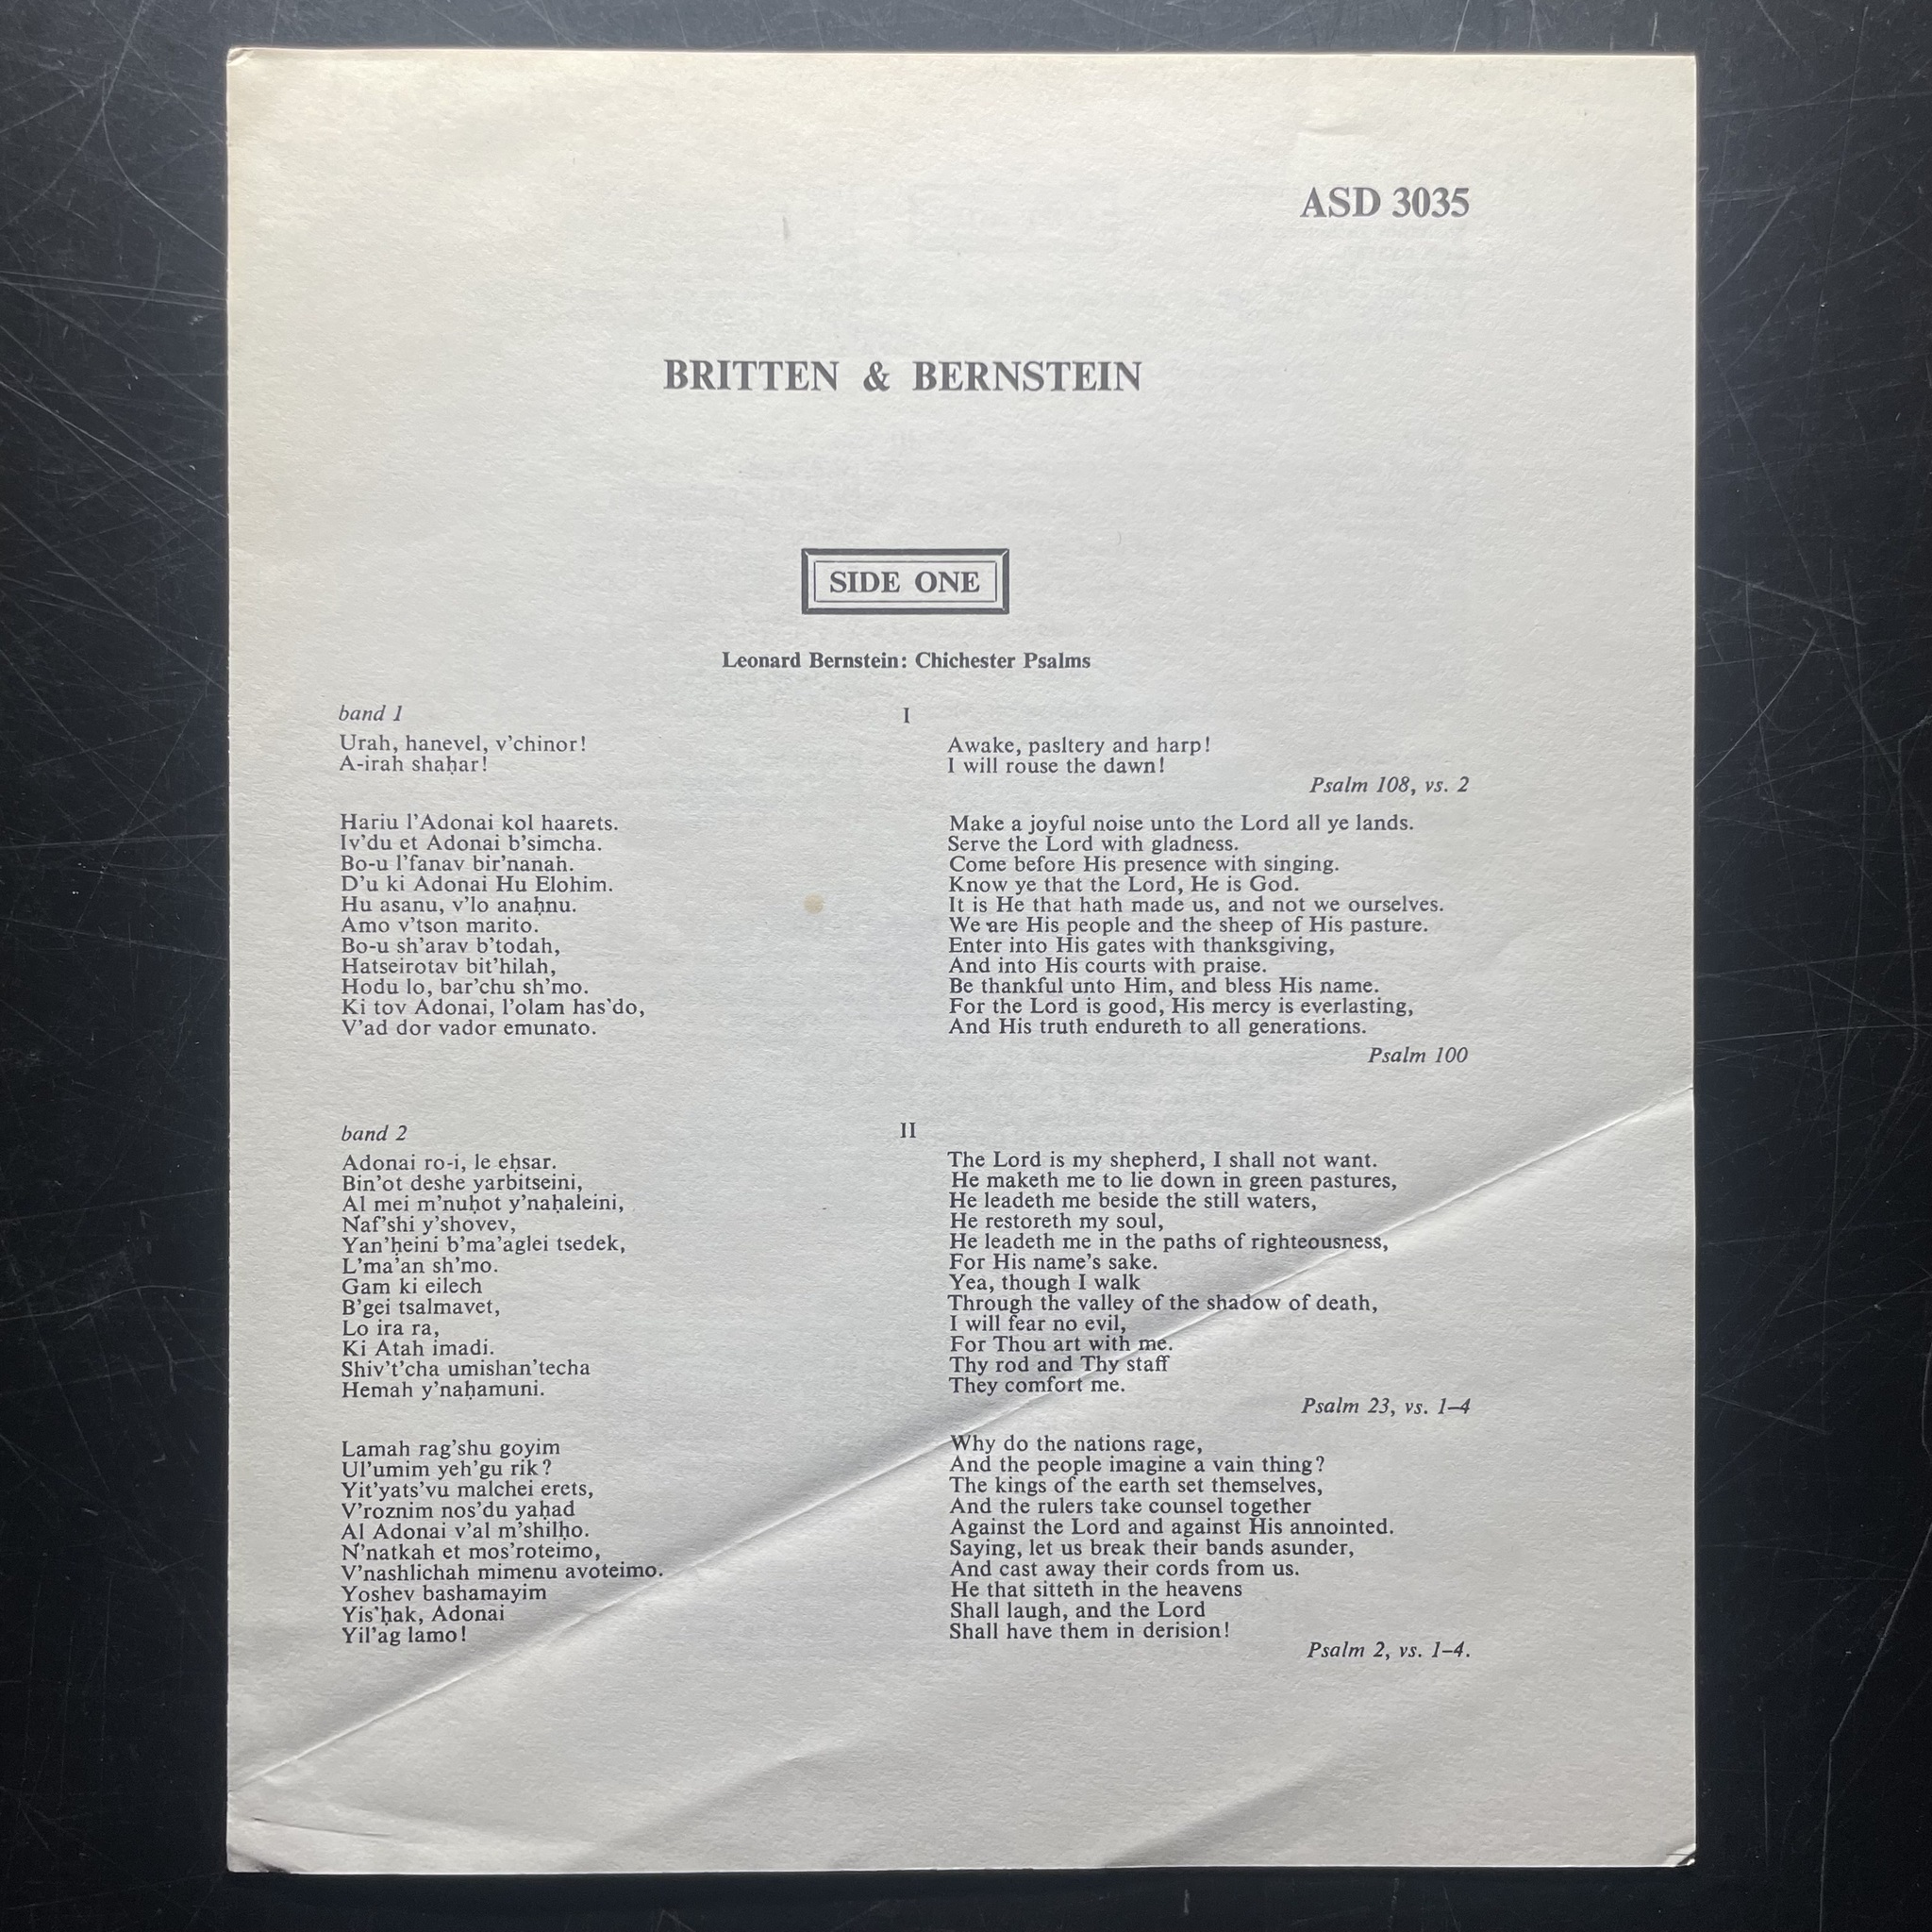 ASD 3035
BRITTEN & BERNSTEIN
SIDE ONE
Leonard Bernstein: Chichester Psalms
band 1
I
Urah, hanevel, v’chinor!
A-irah shaḥar!
Awake, pasltery and harp!
I will rouse the dawn!
Psalm 108, vs. 2
Hariu l’Adonai kol haarets.
Iv’du et Adonai b’simcha.
Bo-u l’fanav bir’nanah.
D’u ki Adonai Hu Elohim.
Hu asanu, v’lo anaḥnu.
Amo v’tson marito.
Bo-u sh’arav b’todah,
Hatseirotav bit’hilah,
Hodu lo, bar’chu sh’mo.
Ki tov Adonai, l’olam has‘do,
V’ad dor vador emunato.
Make a joyful noise unto the Lord all ye lands.
Serve the Lord with gladness.
Come before His presence with singing.
Know ye that the Lord, He is God.
It is He that hath made us, and not we ourselves.
We are His people and the sheep of His pasture.
Enter into His gates with thanksgiving,
And into His courts with praise.
Be thankful unto Him, and bless His name.
For the Lord is good, His mercy is everlasting,
And His truth endureth to all generations.
Psalm 100
band 2
II
Adonai ro-i, le eḥsar.
Bin’ot deshe yarbitseini,
Al mei m’nuḥot y’naḥaleini,
Naf’shi y’shovev,
Yan’ḥeini b’ma’aglei tsedek,
L’ma’an sh’mo.
Gam ki eilech
B’gei tsalmavet,
Lo ira ra,
Ki Atah imadi.
Shiv’t’cha umishan’techa
Hemah y’naḥamuni.
The Lord is my shepherd, I shall not want.
He maketh me to lie down in green pastures,
He leadeth me beside the still waters,
He restoreth my soul,
He leadeth me in the paths of righteousness,
For His name’s sake.
Yea, though I walk
Through the valley of the shadow of death,
I will fear no evil,
For Thou art with me.
Thy rod and Thy staff
They comfort me.
Psalm 23, vs. 1–4
Lamah rag’shu goyim
Ul’umim yeh’gu rik?
Yit’yats’vu malchei erets,
V’roznim nos’du yaḥad
Al Adonai v’al m’shilḥo.
N’natkah et mos’roteimo,
V’nashlichah mimenu avoteimo.
Yoshev bashamayim
Yis’ḥak, Adonai
Yil’ag lamo!
Why do the nations rage,
And the people imagine a vain thing?
The kings of the earth set themselves,
And the rulers take counsel together
Against the Lord and against His annointed.
Saying, let us break their bands asunder,
And cast away their cords from us.
He that sitteth in the heavens
Shall laugh, and the Lord
Shall have them in derision!
Psalm 2, vs. 1–4.